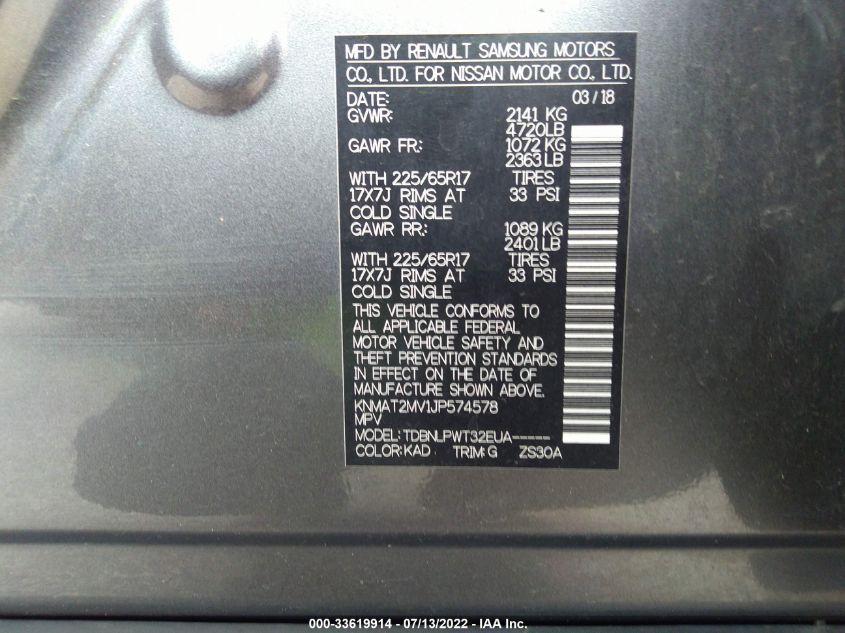 MFD BY RENAULT SAMSUNG MOTORS
CO., LTD. FOR NISSAN MOTOR CO., LTD.
DATE: 03/18
GVWR: 2141 KG
4720LB
GAWR FR.: 1072 KG
2363 LB
WITH 225/65R17 TIRES
17X7J RIMS AT 33 PSI
COLD SINGLE
GAWR RR.: 1089 KG
2401 LB
WITH 225/65R17 TIRES
17X7J RIMS AT 33 PSI
COLD SINGLE
THIS VEHICLE CONFORMS TO
ALL APPLICABLE FEDERAL
MOTOR VEHICLE SAFETY AND
THEFT PREVENTION STANDARDS
IN EFFECT ON THE DATE OF
MANUFACTURE SHOWN ABOVE.
KNMAT2MV1JP574578
MPV
MODEL: TDBNLPWT32EUA-----
COLOR: KAD TRIM: G ZS30A
000-33619914 - 07/13/2022 - IAA Inc.